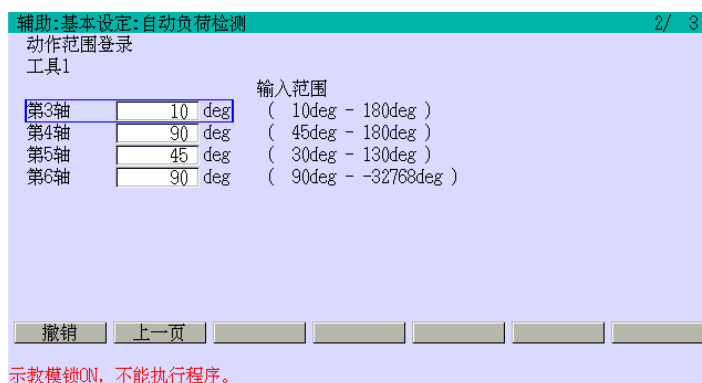 辅助:基本设定:自动负荷检测 2/ 3
动作范围登录
工具1
输入范围
第3轴 10 deg ( 10deg - 180deg )
第4轴 90 deg ( 45deg - 180deg )
第5轴 45 deg ( 30deg - 130deg )
第6轴 90 deg ( 90deg - -32768deg )
撤销 上一页
示教模锁ON, 不能执行程序。